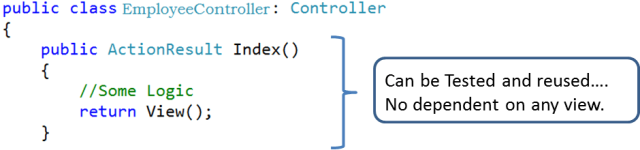 public class EmployeeController: Controller
{
public ActionResult Index()
{
//Some Logic
return View();
}
Can be Tested and reused....
No dependent on any view.